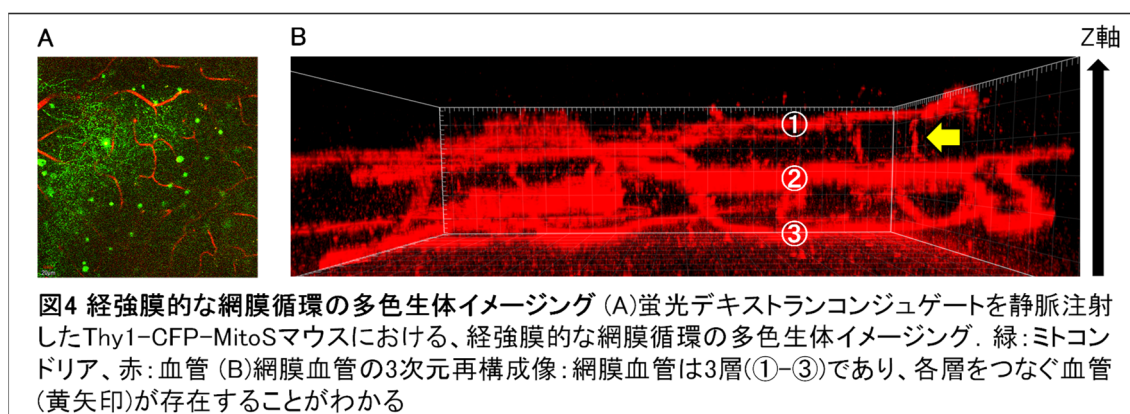 A
B
Z軸
①
②
③
図4 経強膜的な網膜循環の多色生体イメージング (A)蛍光デキストランコンジュゲートを静脈注射
したThy1-CFP-MitoSマウスにおける、経強膜的な網膜循環の多色生体イメージング. 緑:ミトコン
ドリア、赤:血管 (B)網膜血管の3次元再構成像:網膜血管は3層(①-③)であり、各層をつなぐ血管
(黄矢印)が存在することがわかる